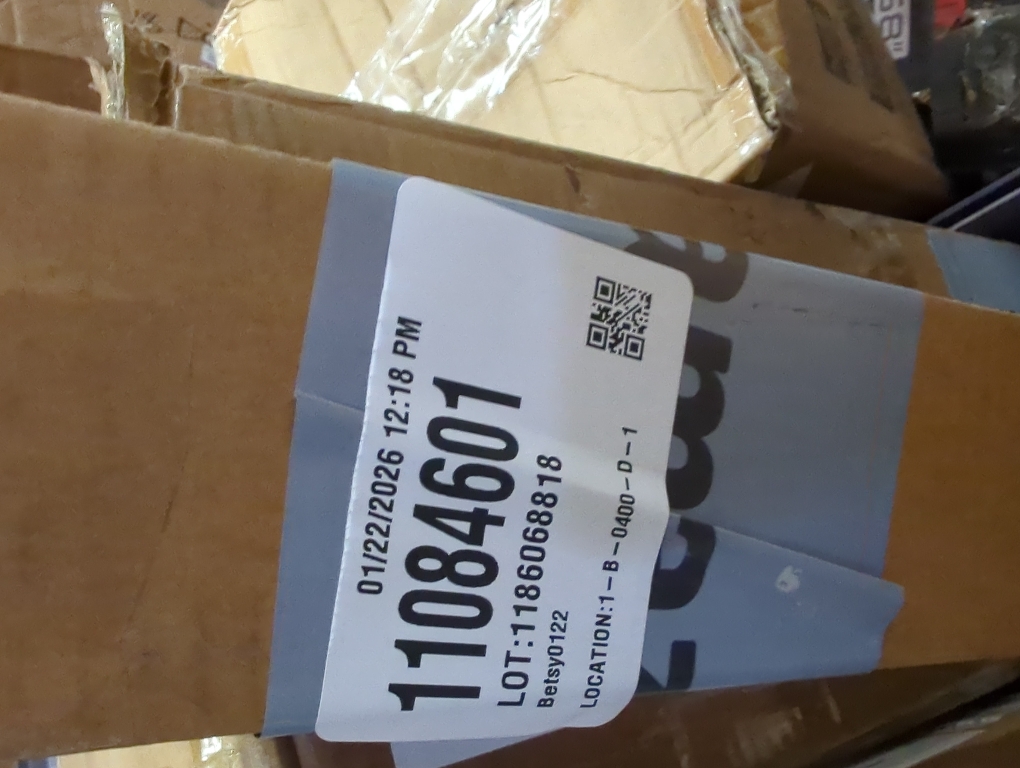 01/22/2026 12:18 PM
11084601
LOT:1186068818
Betsy0122
LOCATION:1-B-0400-D-1